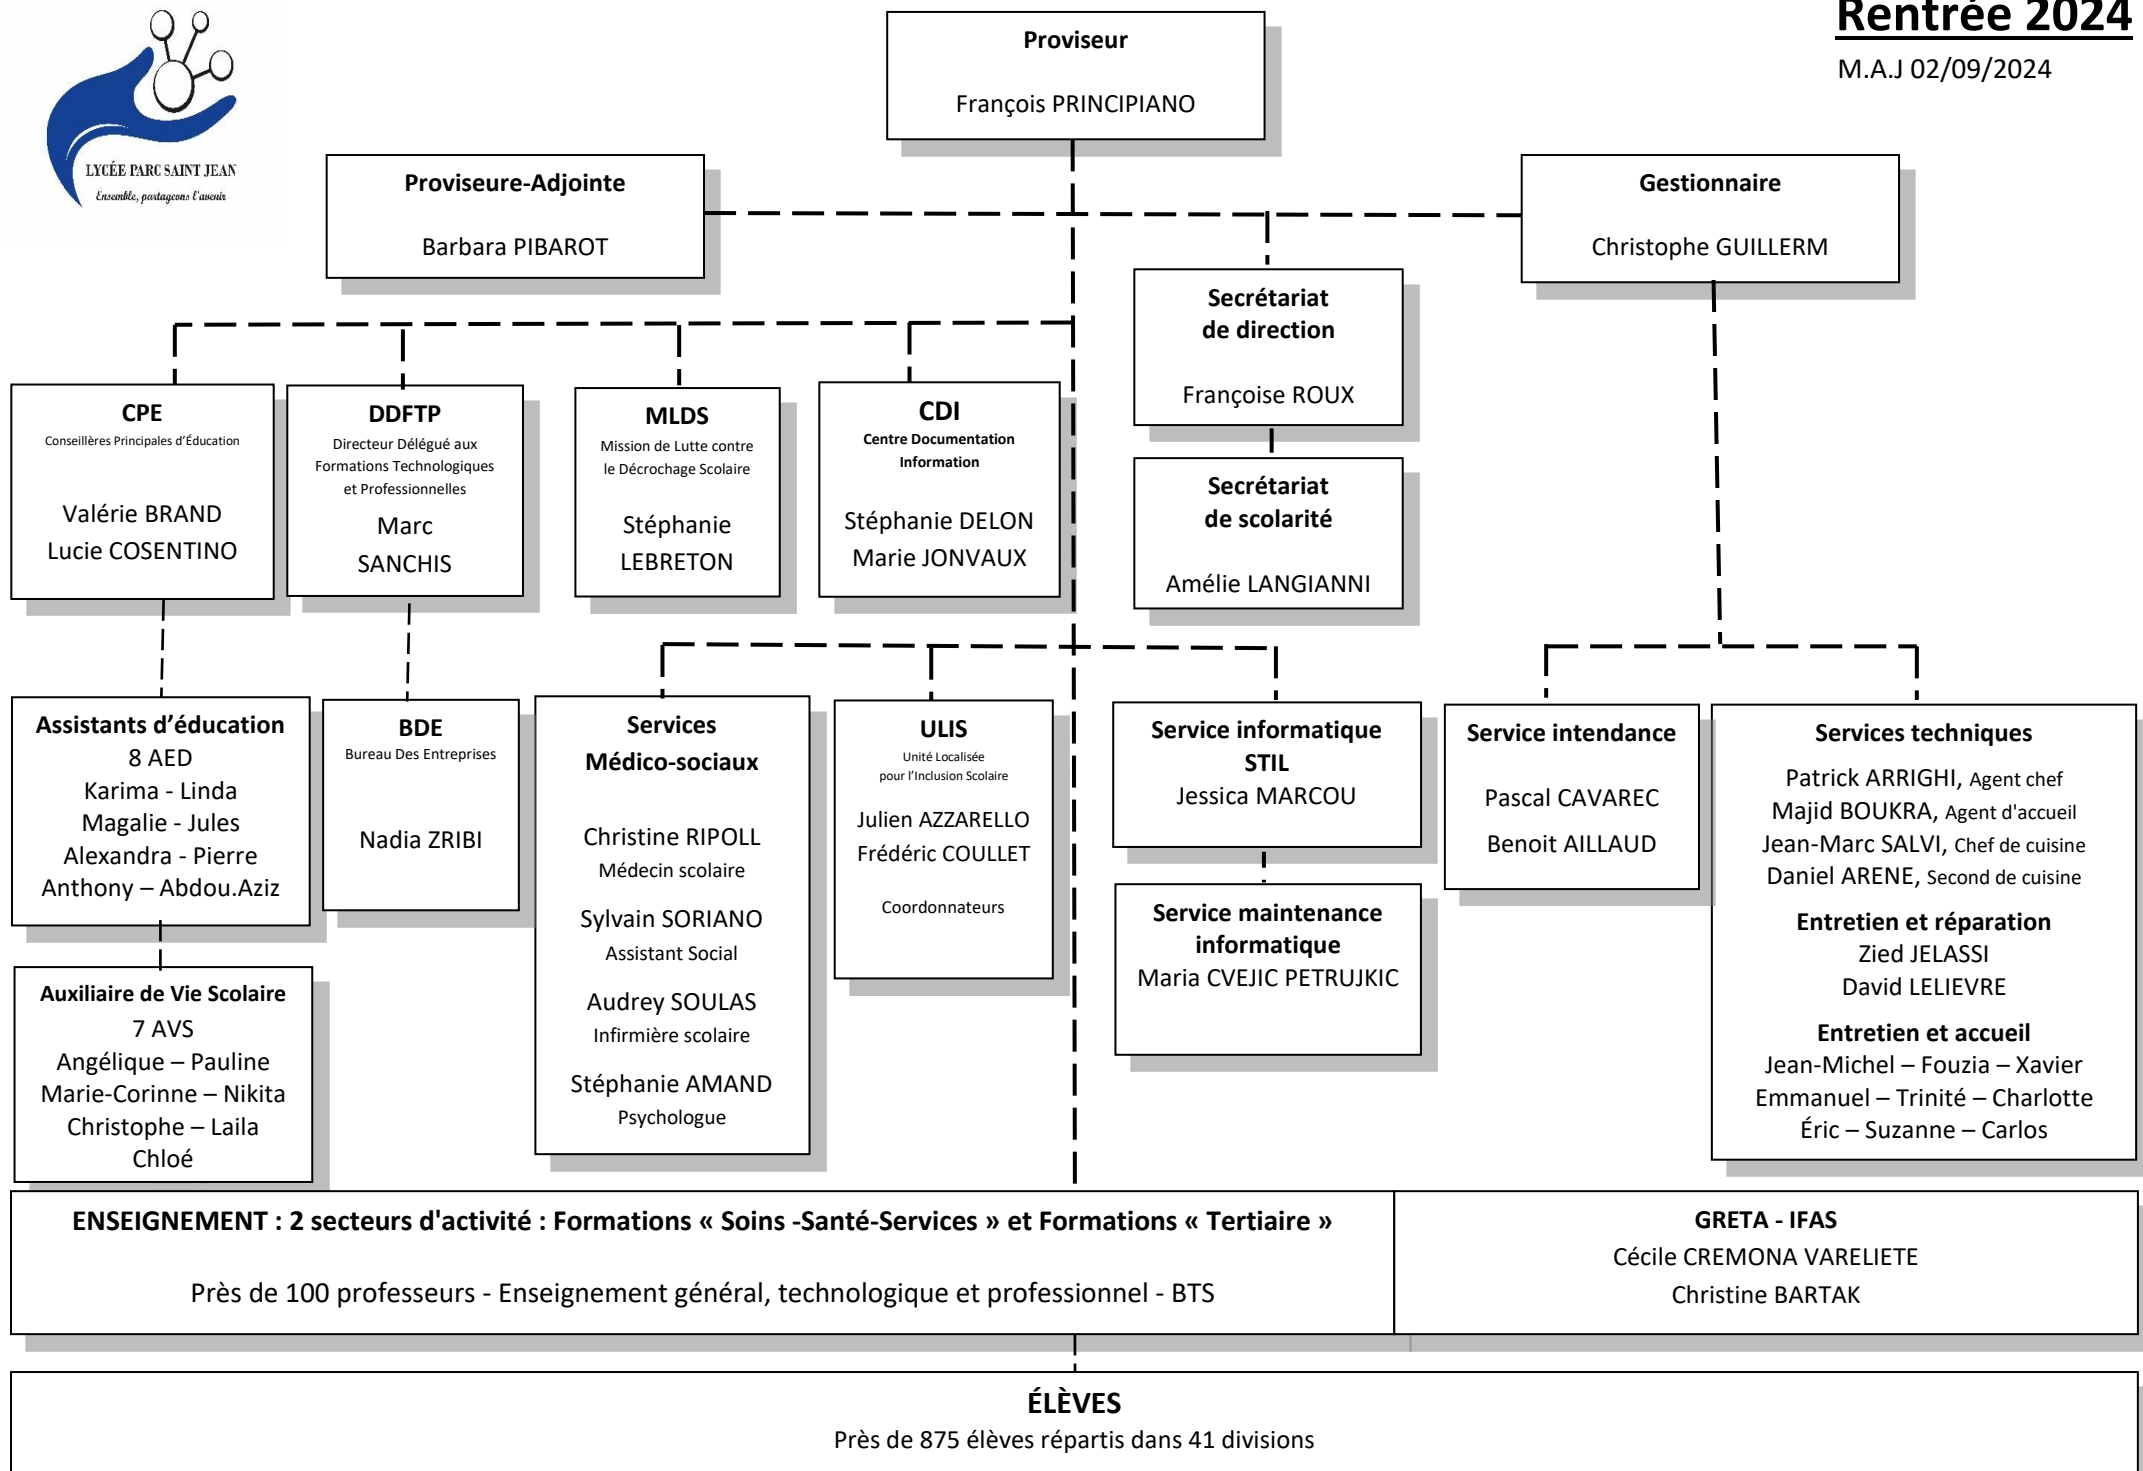 Rentrée 2024
M.A.J 02/09/2024
LYCÉE PARC SAINT JEAN
Ensemble, partageons l'avenir
Proviseur
François PRINCIPIANO
Proviseure-Adjointe
Barbara PIBAROT
Gestionnaire
Christophe GUILLERM
Secrétariat
de direction
Françoise ROUX
Secrétariat
de scolarité
Amélie LANGIANNI
CPE
Conseillères Principales d'Éducation
Valérie BRAND
Lucie COSENTINO
DDFTP
Directeur Délégué aux
Formations Technologiques
et Professionnelles
Marc
SANCHIS
MLDS
Mission de Lutte contre
le Décrochage Scolaire
Stéphanie
LEBRETON
CDI
Centre Documentation
Information
Stéphanie DELON
Marie JONVAUX
Assistants d'éducation
8 AED
Karima - Linda
Magalie - Jules
Alexandra - Pierre
Anthony – Abdou.Aziz
Auxiliaire de Vie Scolaire
7 AVS
Angélique – Pauline
Marie-Corinne – Nikita
Christophe – Laila
Chloé
BDE
Bureau Des Entreprises
Nadia ZRIBI
Services
Médico-sociaux
Christine RIPOLL
Médecin scolaire
Sylvain SORIANO
Assistant Social
Audrey SOULAS
Infirmière scolaire
Stéphanie AMAND
Psychologue
ULIS
Unité Localisée
pour l'Inclusion Scolaire
Julien AZZARELLO
Frédéric COULLET
Coordonnateurs
Service informatique
STIL
Jessica MARCOU
Service maintenance
informatique
Maria CVEJIC PETRUJKIC
Service intendance
Pascal CAVAREC
Benoit AILLAUD
Services techniques
Patrick ARRIGHI, Agent chef
Majid BOUKRA, Agent d'accueil
Jean-Marc SALVI, Chef de cuisine
Daniel ARENE, Second de cuisine
Entretien et réparation
Zied JELASSI
David LELIEVRE
Entretien et accueil
Jean-Michel – Fouzia – Xavier
Emmanuel – Trinité – Charlotte
Éric – Suzanne – Carlos
ENSEIGNEMENT : 2 secteurs d'activité : Formations « Soins -Santé-Services » et Formations « Tertiaire »
Près de 100 professeurs - Enseignement général, technologique et professionnel - BTS
GRETA - IFAS
Cécile CREMONA VARELIETE
Christine BARTAK
ÉLÈVES
Près de 875 élèves répartis dans 41 divisions